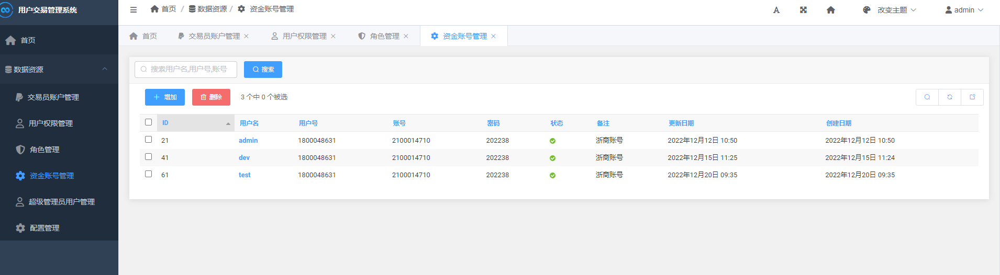 用户交易管理系统
首页 / 数据资源 / 资金账号管理
A 改变主题 admin
首页
数据资源
交易员账户管理
用户权限管理
角色管理
资金账号管理
超级管理员用户管理
配置管理
首页 交易员账户管理 用户权限管理 角色管理 资金账号管理
搜索用户名,用户号,账号 搜索
增加 删除 3 个中 0 个被选
ID 用户名 用户号 账号 密码 状态 备注 更新日期 创建日期
21 admin 1800048631 2100014710 202238 浙商账号 2022年12月12日 10:50 2022年12月12日 10:50
41 dev 1800048631 2100014710 202238 浙商账号 2022年12月15日 11:25 2022年12月15日 11:24
61 test 1800048631 2100014710 202238 浙商账号 2022年12月20日 09:35 2022年12月20日 09:35